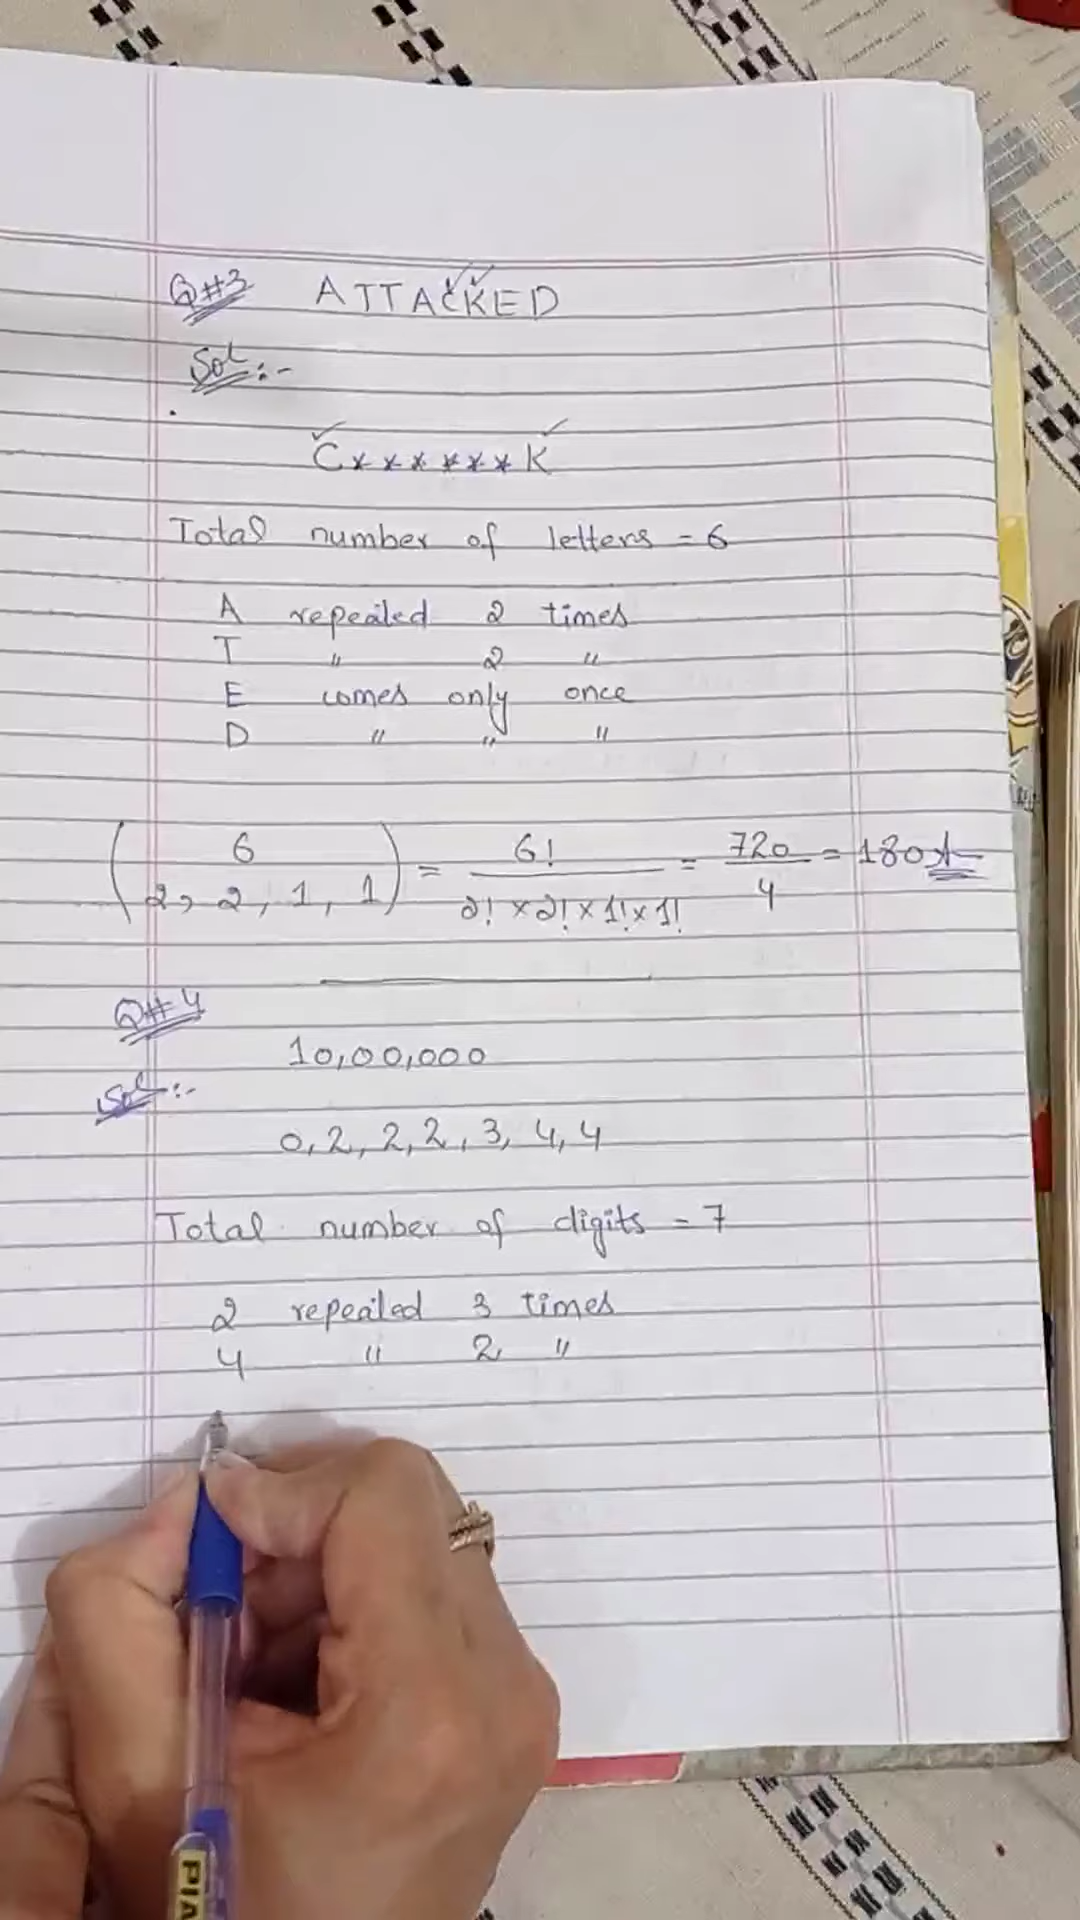 Q#3 ATTACKED
Sol:-
C * * * * * * K
Total number of letters = 6
A repeated 2 times
T " 2 "
E comes only once
D " " "
( 6 / 2, 2, 1, 1 ) = 6! / 2! × 2! × 1! × 1! = 720 / 4 = 180
Q#4
10,00,000
Sol:-
0, 2, 2, 2, 3, 4, 4
Total number of digits = 7
2 repeated 3 times
4 " 2 "
PIA